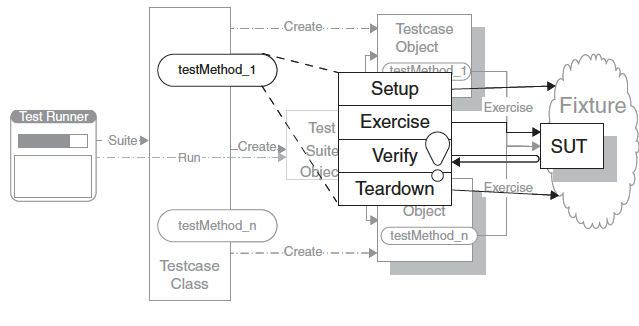 Create
Testcase
Object
testMethod_1
testMethod_1
Setup
Exercise
Fixture
Test Runner
Exercise
Test
Suite
Create
Suite
Verify
SUT
Run
Object
Teardown
Exercise
Object
testMethod_n
testMethod_n
Create
Testcase
Class